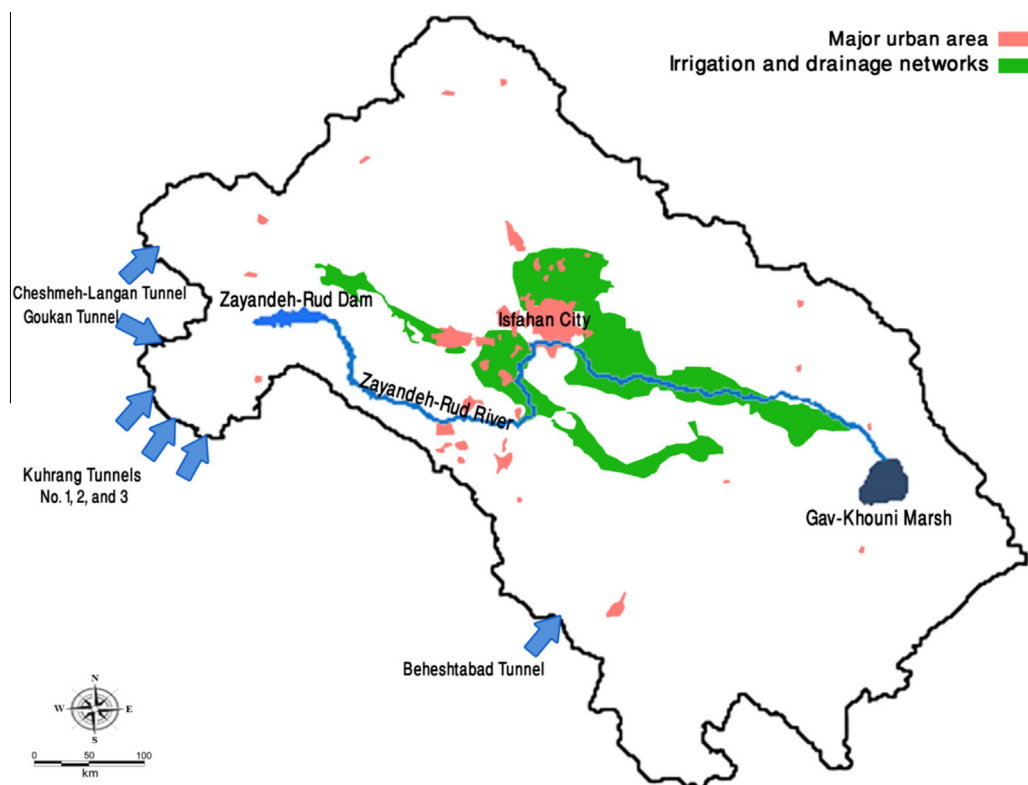 Major urban area
Irrigation and drainage networks
Cheshmeh-Langan Tunnel
Goukan Tunnel
Zayandeh-Rud Dam
Isfahan City
Zayandeh-Rud River
Kuhrang Tunnels
No. 1, 2, and 3
Gav-Khouni Marsh
Beheshtabad Tunnel
N
W E
S
0 50 100
km